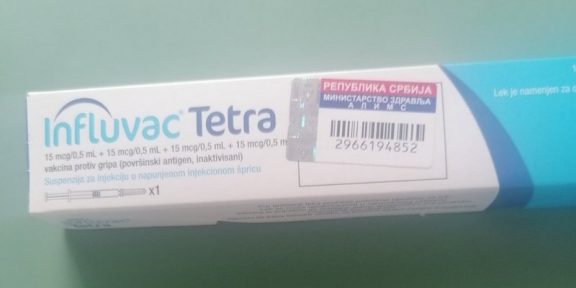 Influvac® Tetra
15 mcg/0,5 mL + 15 mcg/0,5 mL + 15 mcg/0,5 mL + 15 mcg/0,5 m
vakcina protiv gripa (površinski antigen, inaktivisani)
Suspenzija za injekciju u napunjenom injekcionom špricu
x1
РЕПУБЛИКА СРБИЈА
МИНИСТАРСТВО ЗДРАВЉА
АЛИМС
2966194852
Lek je namenjen za